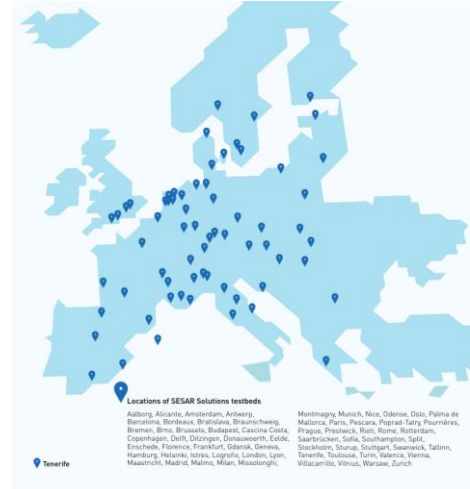 Locations of SESAR Solutions testbeds
Aalborg, Alicante, Amsterdam, Antwerp,
Barcelona, Bordeaux, Bratislava, Braunschweig,
Bremen, Brno, Brussels, Budapest, Cascina Costa,
Copenhagen, Delft, Ditzingen, Donauwoerth, Eelde,
Enschede, Florence, Frankfurt, Gdansk, Geneva,
Hamburg, Helsinki, Istres, Logroño, London, Lyon,
Maastricht, Madrid, Malmo, Milan, Missolonghi,
Montmagny, Munich, Nice, Odense, Oslo, Palma de
Mallorca, Paris, Pescara, Poprad-Tatry, Pourrières,
Prague, Prestwick, Rieti, Rome, Rotterdam,
Saarbrücken, Sofia, Southampton, Split,
Stockholm, Sturup, Stuttgart, Swanwick, Tallinn,
Tenerife, Toulouse, Turin, Valence, Vienna,
Villacarrillo, Vilnius, Warsaw, Zurich
Tenerife